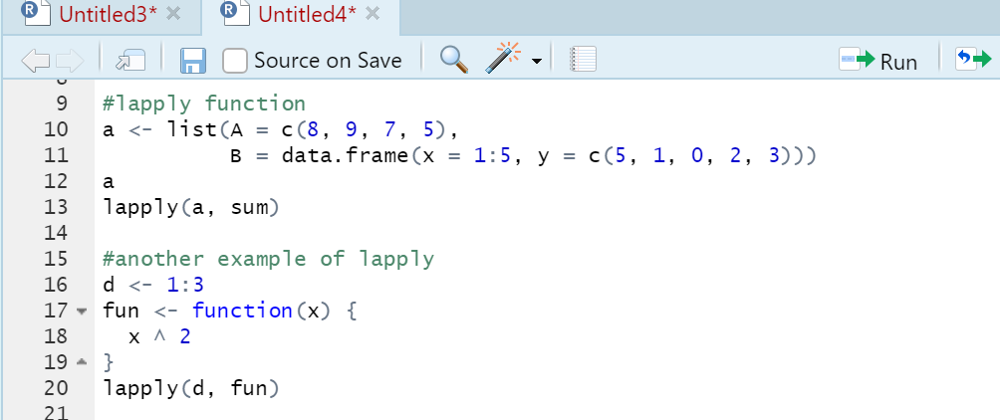 Untitled3* Untitled4*
Source on Save Run
9 #lapply function
10 a <- list(A = c(8, 9, 7, 5),
11           B = data.frame(x = 1:5, y = c(5, 1, 0, 2, 3)))
12 a
13 lapply(a, sum)
14
15 #another example of lapply
16 d <- 1:3
17 fun <- function(x) {
18   x ^ 2
19 }
20 lapply(d, fun)
21